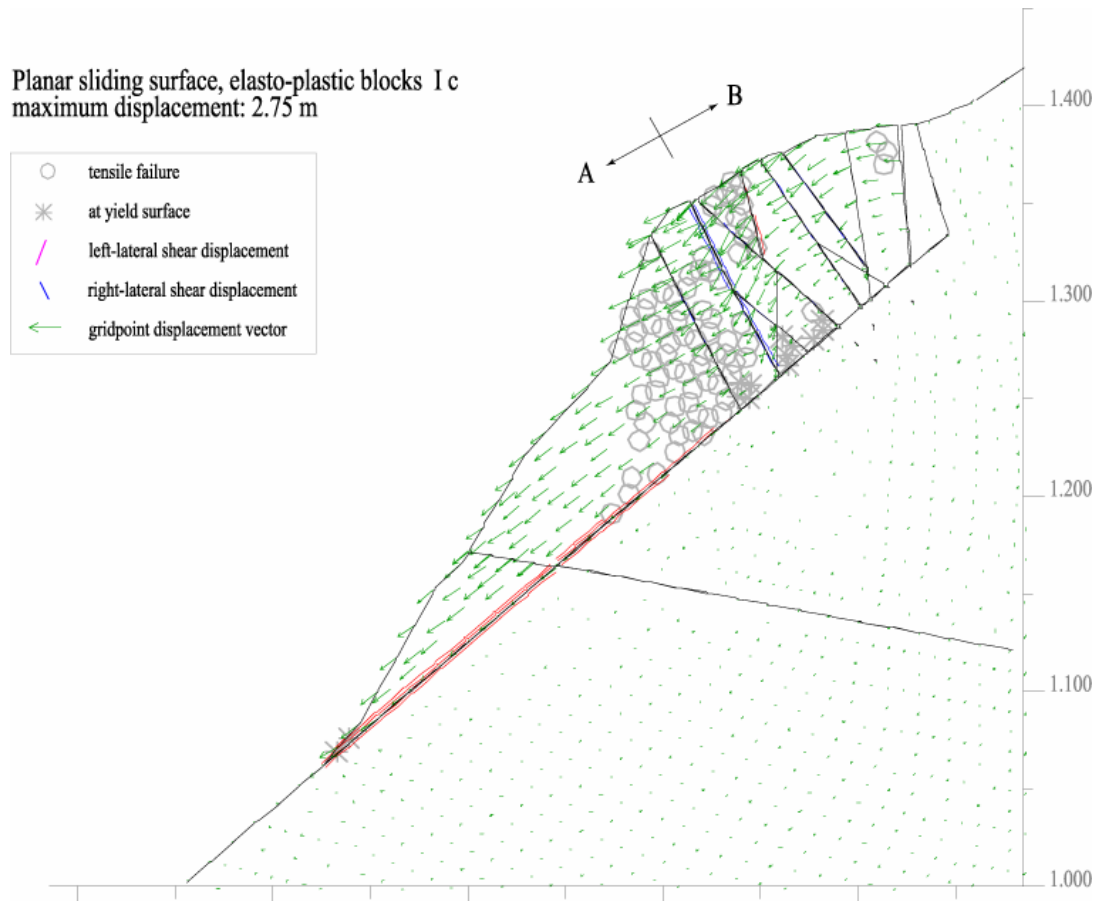 Planar sliding surface, elasto-plastic blocks I c
maximum displacement: 2.75 m
tensile failure
at yield surface
left-lateral shear displacement
right-lateral shear displacement
gridpoint displacement vector
A
B
1.400
1.300
1.200
1.100
1.000